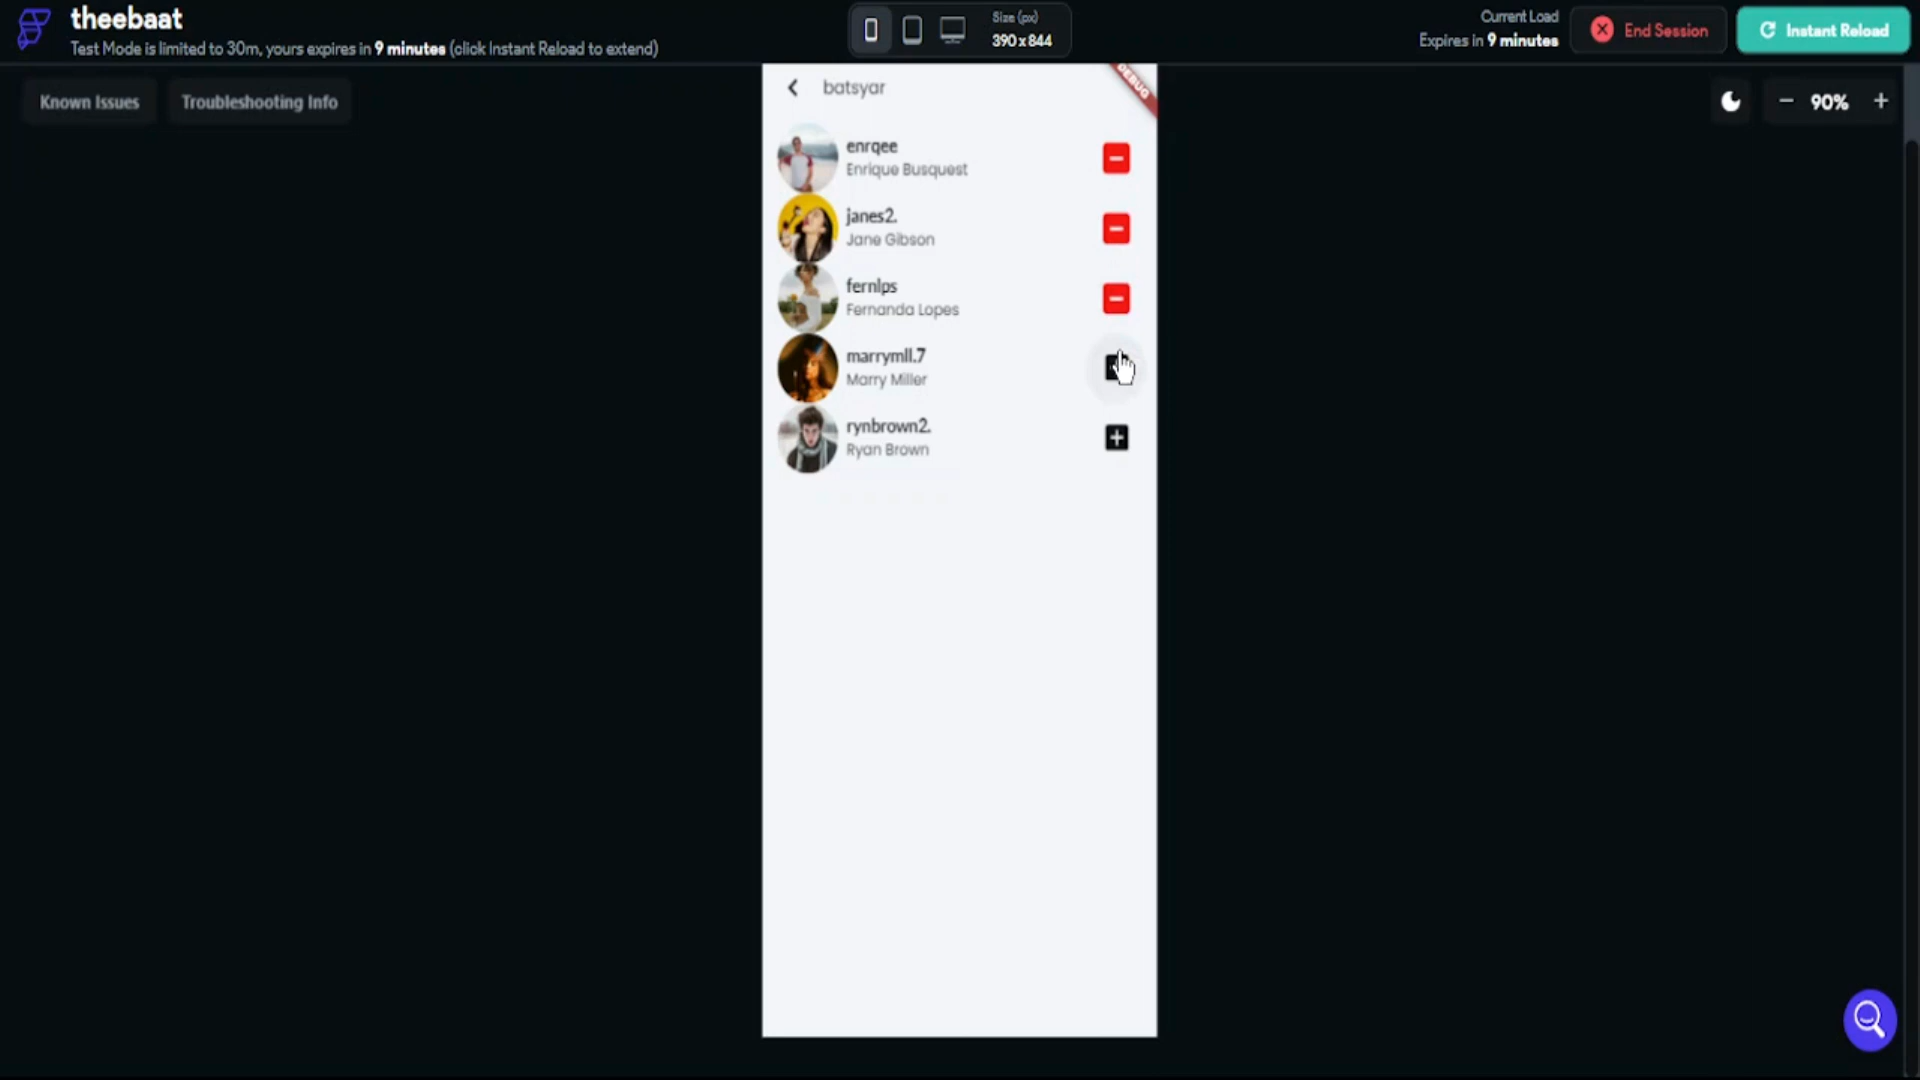 theebaat
Test Mode is limited to 30m, yours expires in 9 minutes (click Instant Reload to extend)
Size (px)
390 x 844
Current Load
Expires in 9 minutes
End Session
Instant Reload
Known Issues
Troubleshooting Info
90%
batsyar
DEBUG
enrqee
Enrique Busquest
janes2.
Jane Gibson
fernlps
Fernanda Lopes
marrymll.7
Marry Miller
rynbrown2.
Ryan Brown